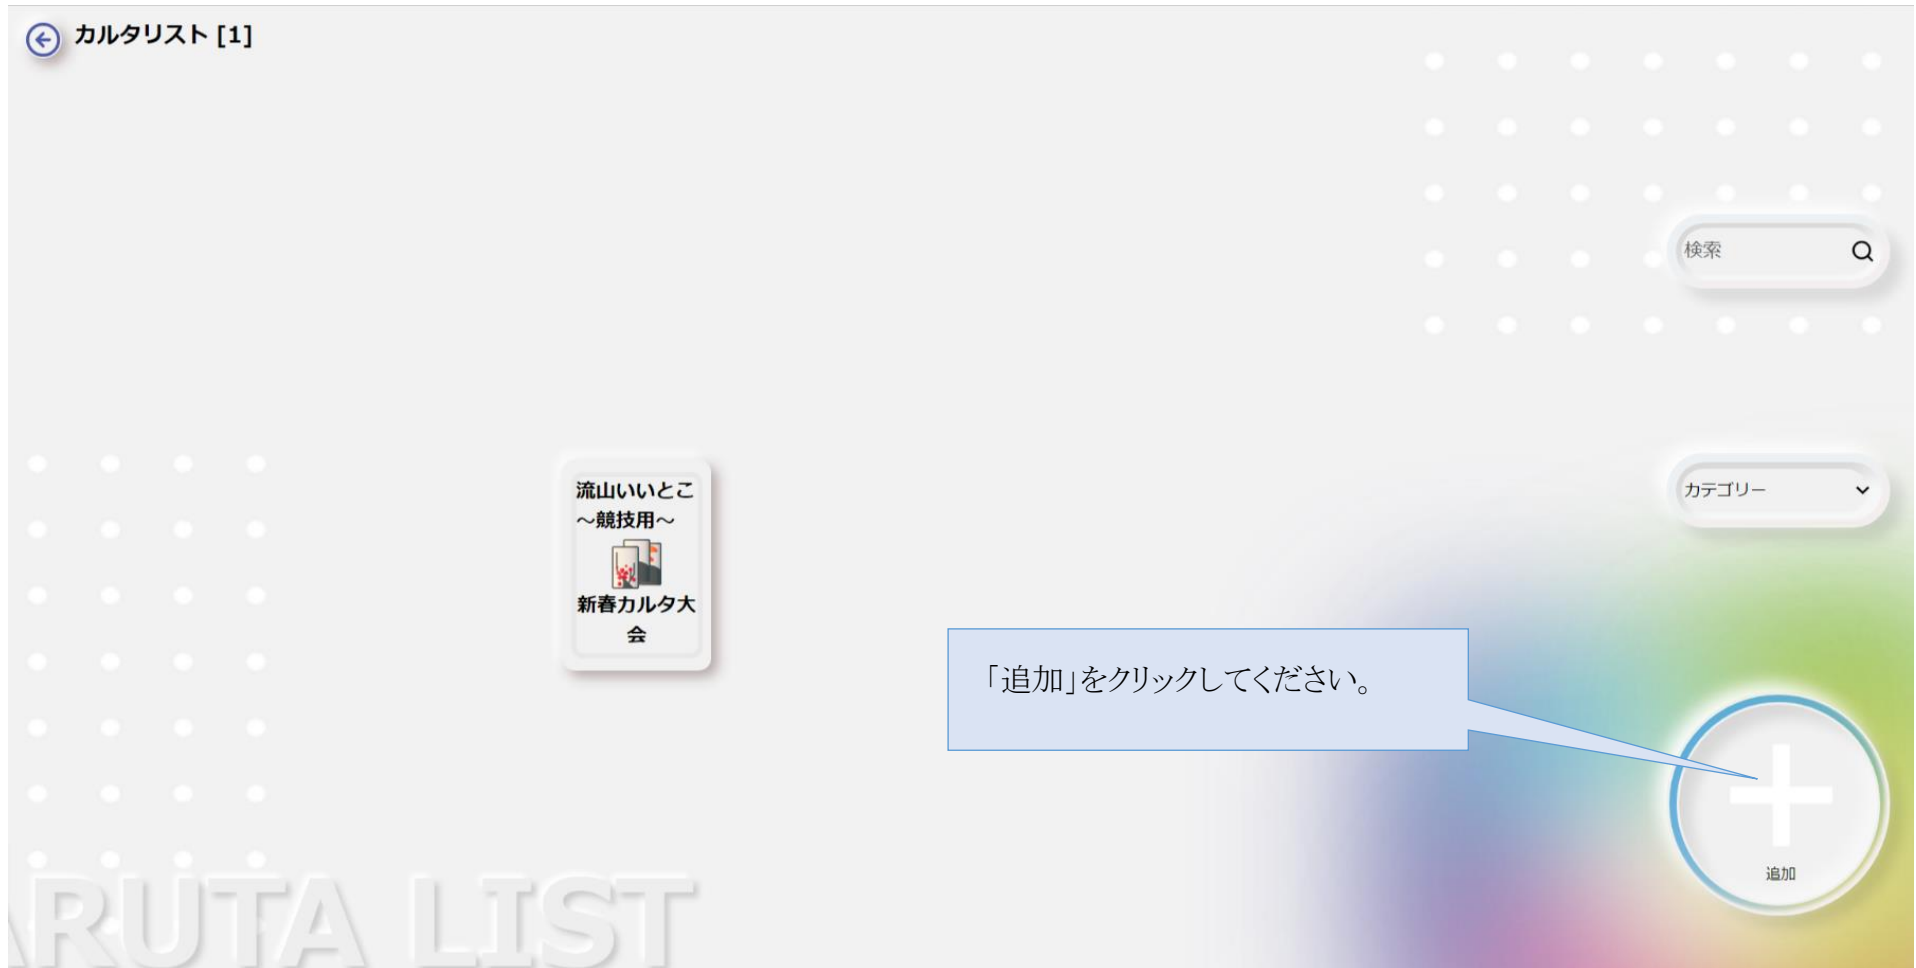 カルタリスト [1]
検索
カテゴリー
流山いいとこ
～競技用～
新春カルタ大
会
「追加」をクリックしてください。
追加
ARUTA LIST